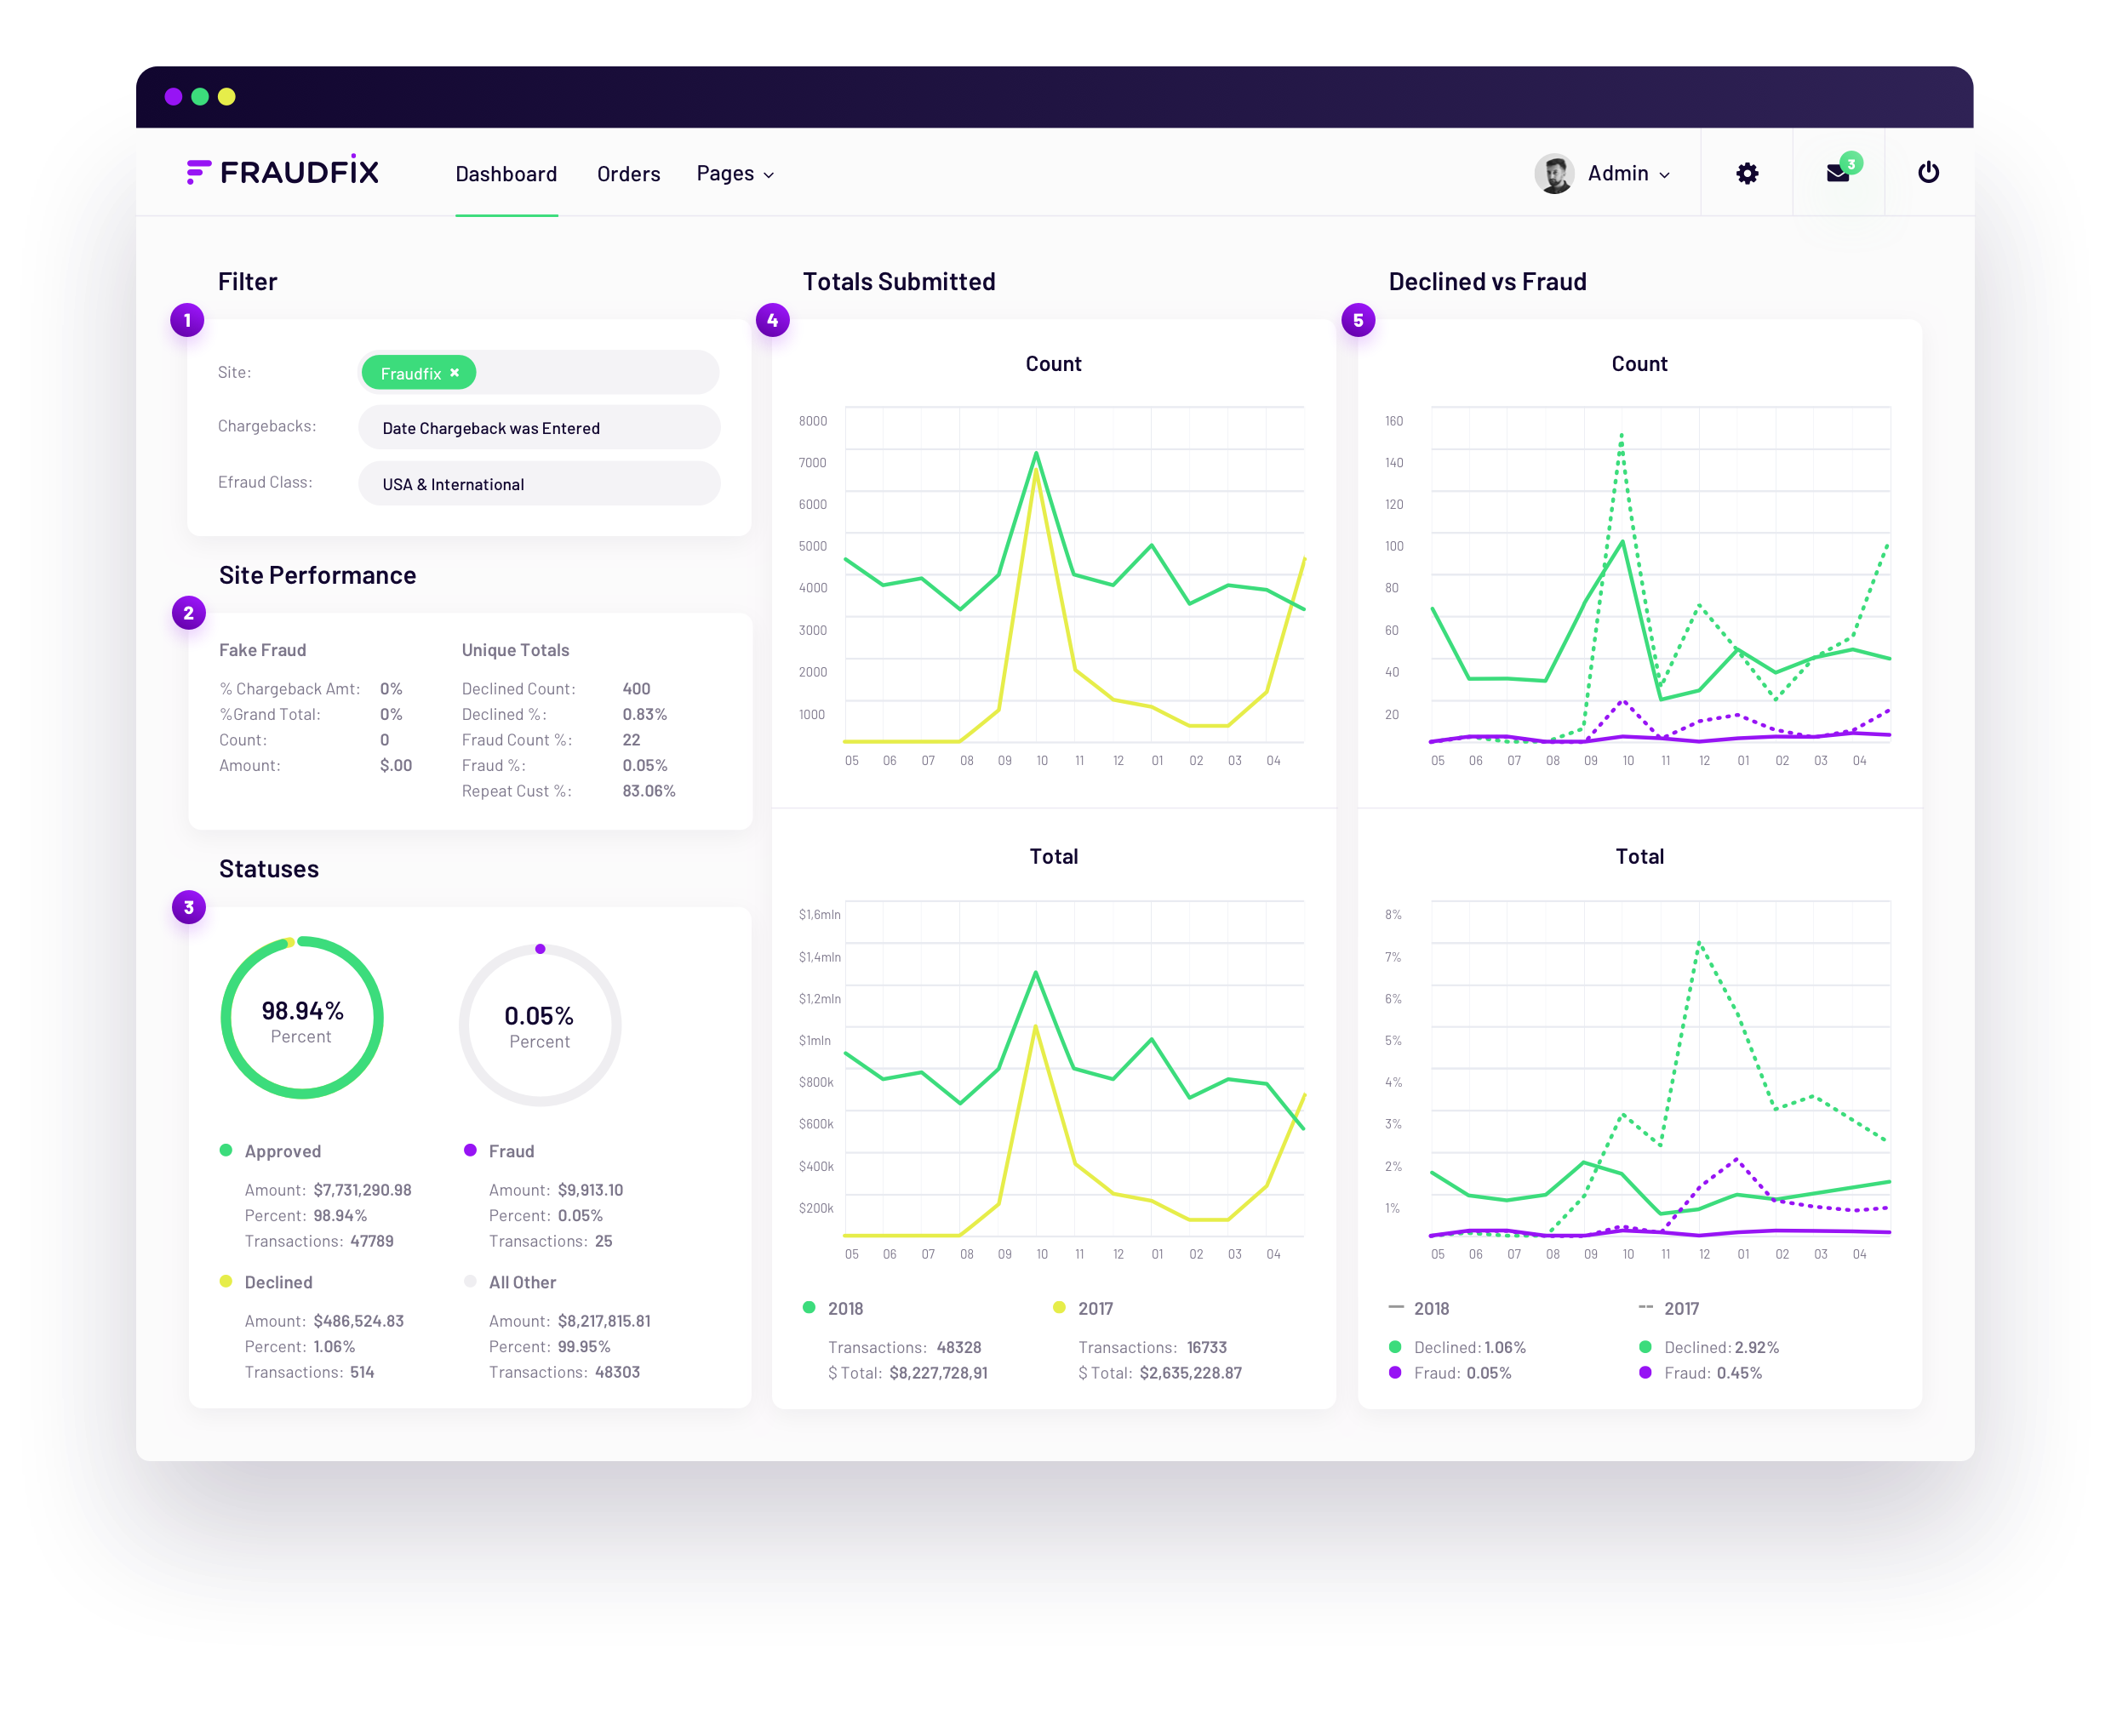 FRAUDFIX
Dashboard Orders Pages
Admin
3
Filter
1
Site: Fraudfix ×
Chargebacks: Date Chargeback was Entered
Efraud Class: USA & International
Site Performance
2
Fake Fraud
% Chargeback Amt: 0%
%Grand Total: 0%
Count: 0
Amount: $.00
Unique Totals
Declined Count: 400
Declined %: 0.83%
Fraud Count %: 22
Fraud %: 0.05%
Repeat Cust %: 83.06%
Statuses
3
98.94%
Percent
0.05%
Percent
Approved
Amount: $7,731,290.98
Percent: 98.94%
Transactions: 47789
Fraud
Amount: $9,913.10
Percent: 0.05%
Transactions: 25
Declined
Amount: $486,524.83
Percent: 1.06%
Transactions: 514
All Other
Amount: $8,217,815.81
Percent: 99.95%
Transactions: 48303
Totals Submitted
4
Count
8000
7000
6000
5000
4000
3000
2000
1000
05 06 07 08 09 10 11 12 01 02 03 04
Total
$1,6mln
$1,4mln
$1,2mln
$1mln
$800k
$600k
$400k
$200k
05 06 07 08 09 10 11 12 01 02 03 04
2018
Transactions: 48328
$ Total: $8,227,728,91
2017
Transactions: 16733
$ Total: $2,635,228.87
Declined vs Fraud
5
Count
160
140
120
100
80
60
40
20
05 06 07 08 09 10 11 12 01 02 03 04
Total
8%
7%
6%
5%
4%
3%
2%
1%
05 06 07 08 09 10 11 12 01 02 03 04
2018
Declined: 1.06%
Fraud: 0.05%
2017
Declined: 2.92%
Fraud: 0.45%